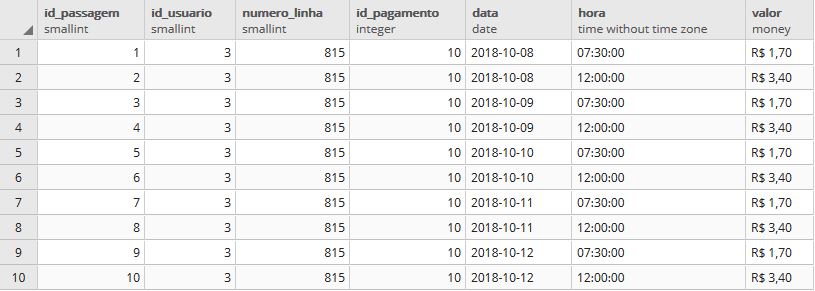 id_passagem id_usuario numero_linha id_pagamento data hora valor
smallint smallint smallint integer date time without time zone money
1 1 3 815 10 2018-10-08 07:30:00 R$ 1,70
2 2 3 815 10 2018-10-08 12:00:00 R$ 3,40
3 3 3 815 10 2018-10-09 07:30:00 R$ 1,70
4 4 3 815 10 2018-10-09 12:00:00 R$ 3,40
5 5 3 815 10 2018-10-10 07:30:00 R$ 1,70
6 6 3 815 10 2018-10-10 12:00:00 R$ 3,40
7 7 3 815 10 2018-10-11 07:30:00 R$ 1,70
8 8 3 815 10 2018-10-11 12:00:00 R$ 3,40
9 9 3 815 10 2018-10-12 07:30:00 R$ 1,70
10 10 3 815 10 2018-10-12 12:00:00 R$ 3,40